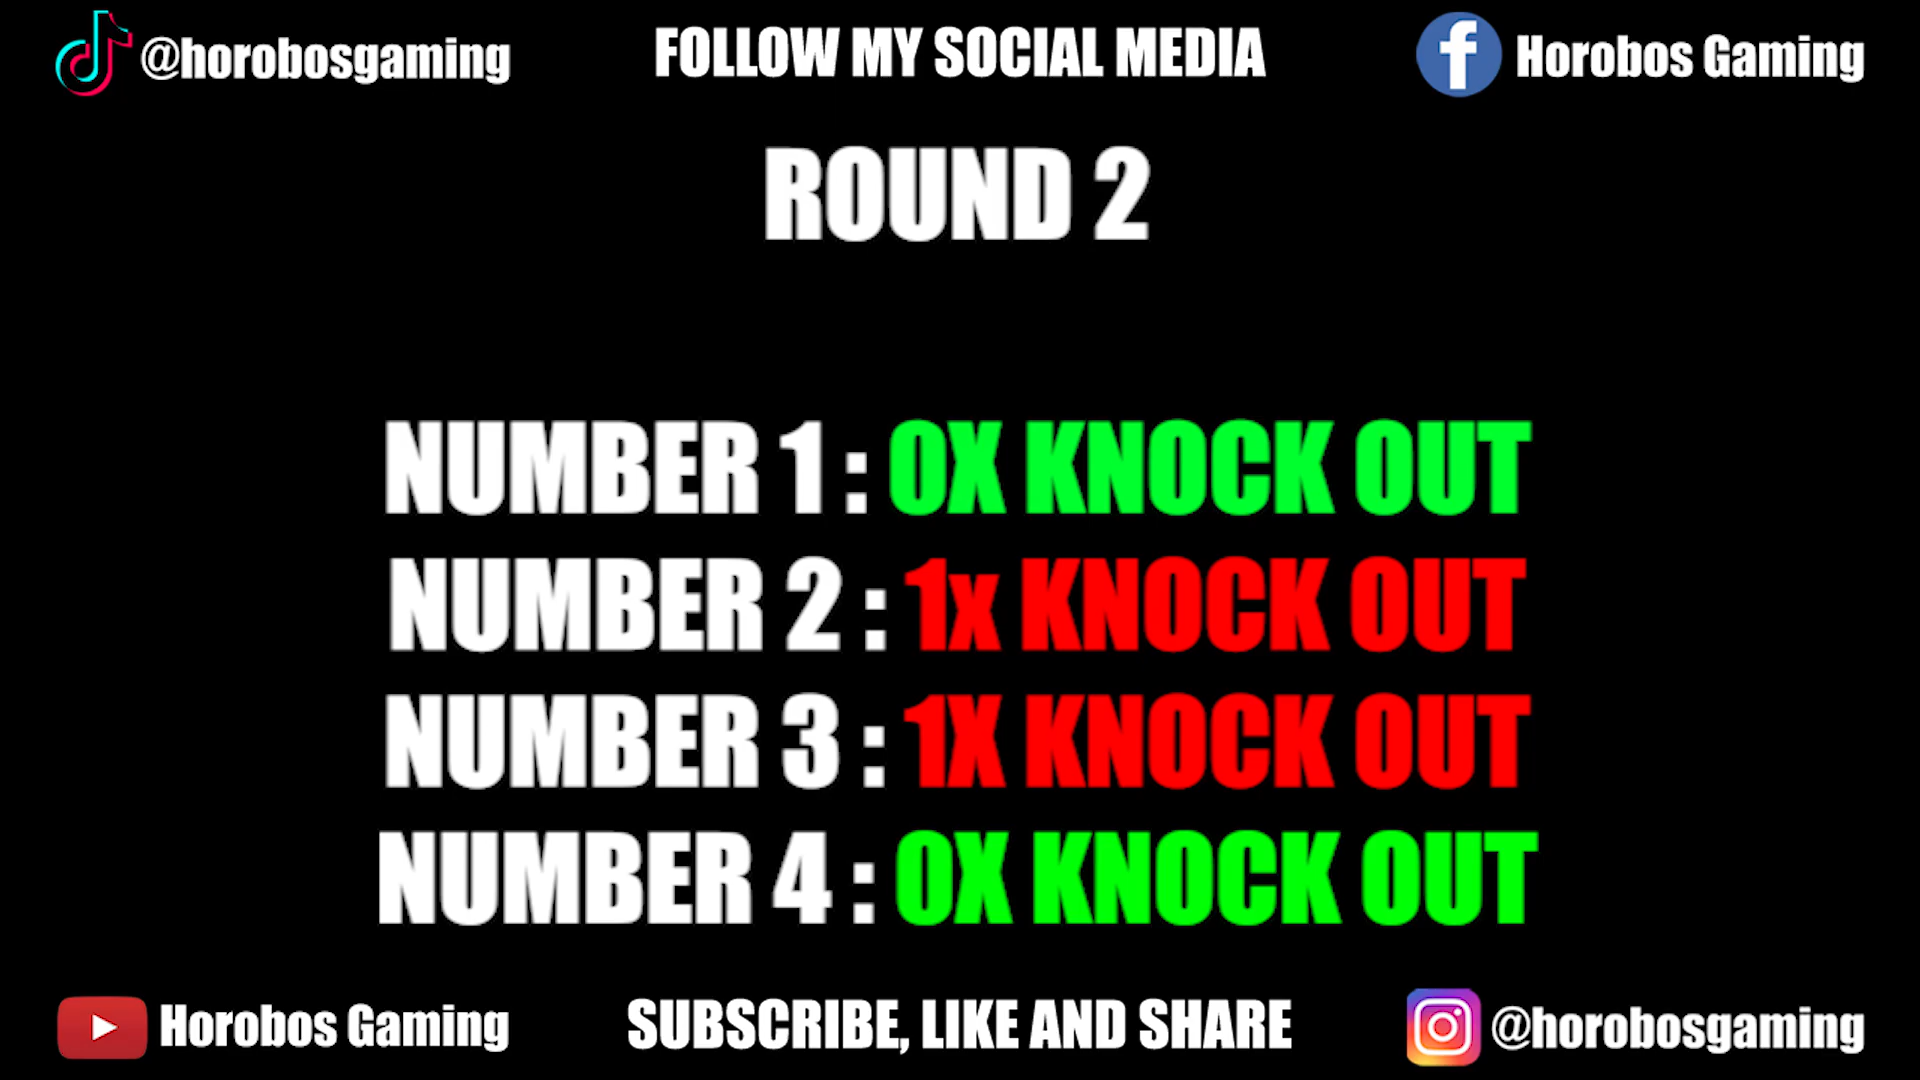 @horobosgaming
FOLLOW MY SOCIAL MEDIA
Horobos Gaming
ROUND 2
NUMBER 1 : 0X KNOCK OUT
NUMBER 2 : 1x KNOCK OUT
NUMBER 3 : 1X KNOCK OUT
NUMBER 4 : 0X KNOCK OUT
Horobos Gaming
SUBSCRIBE, LIKE AND SHARE
@horobosgaming